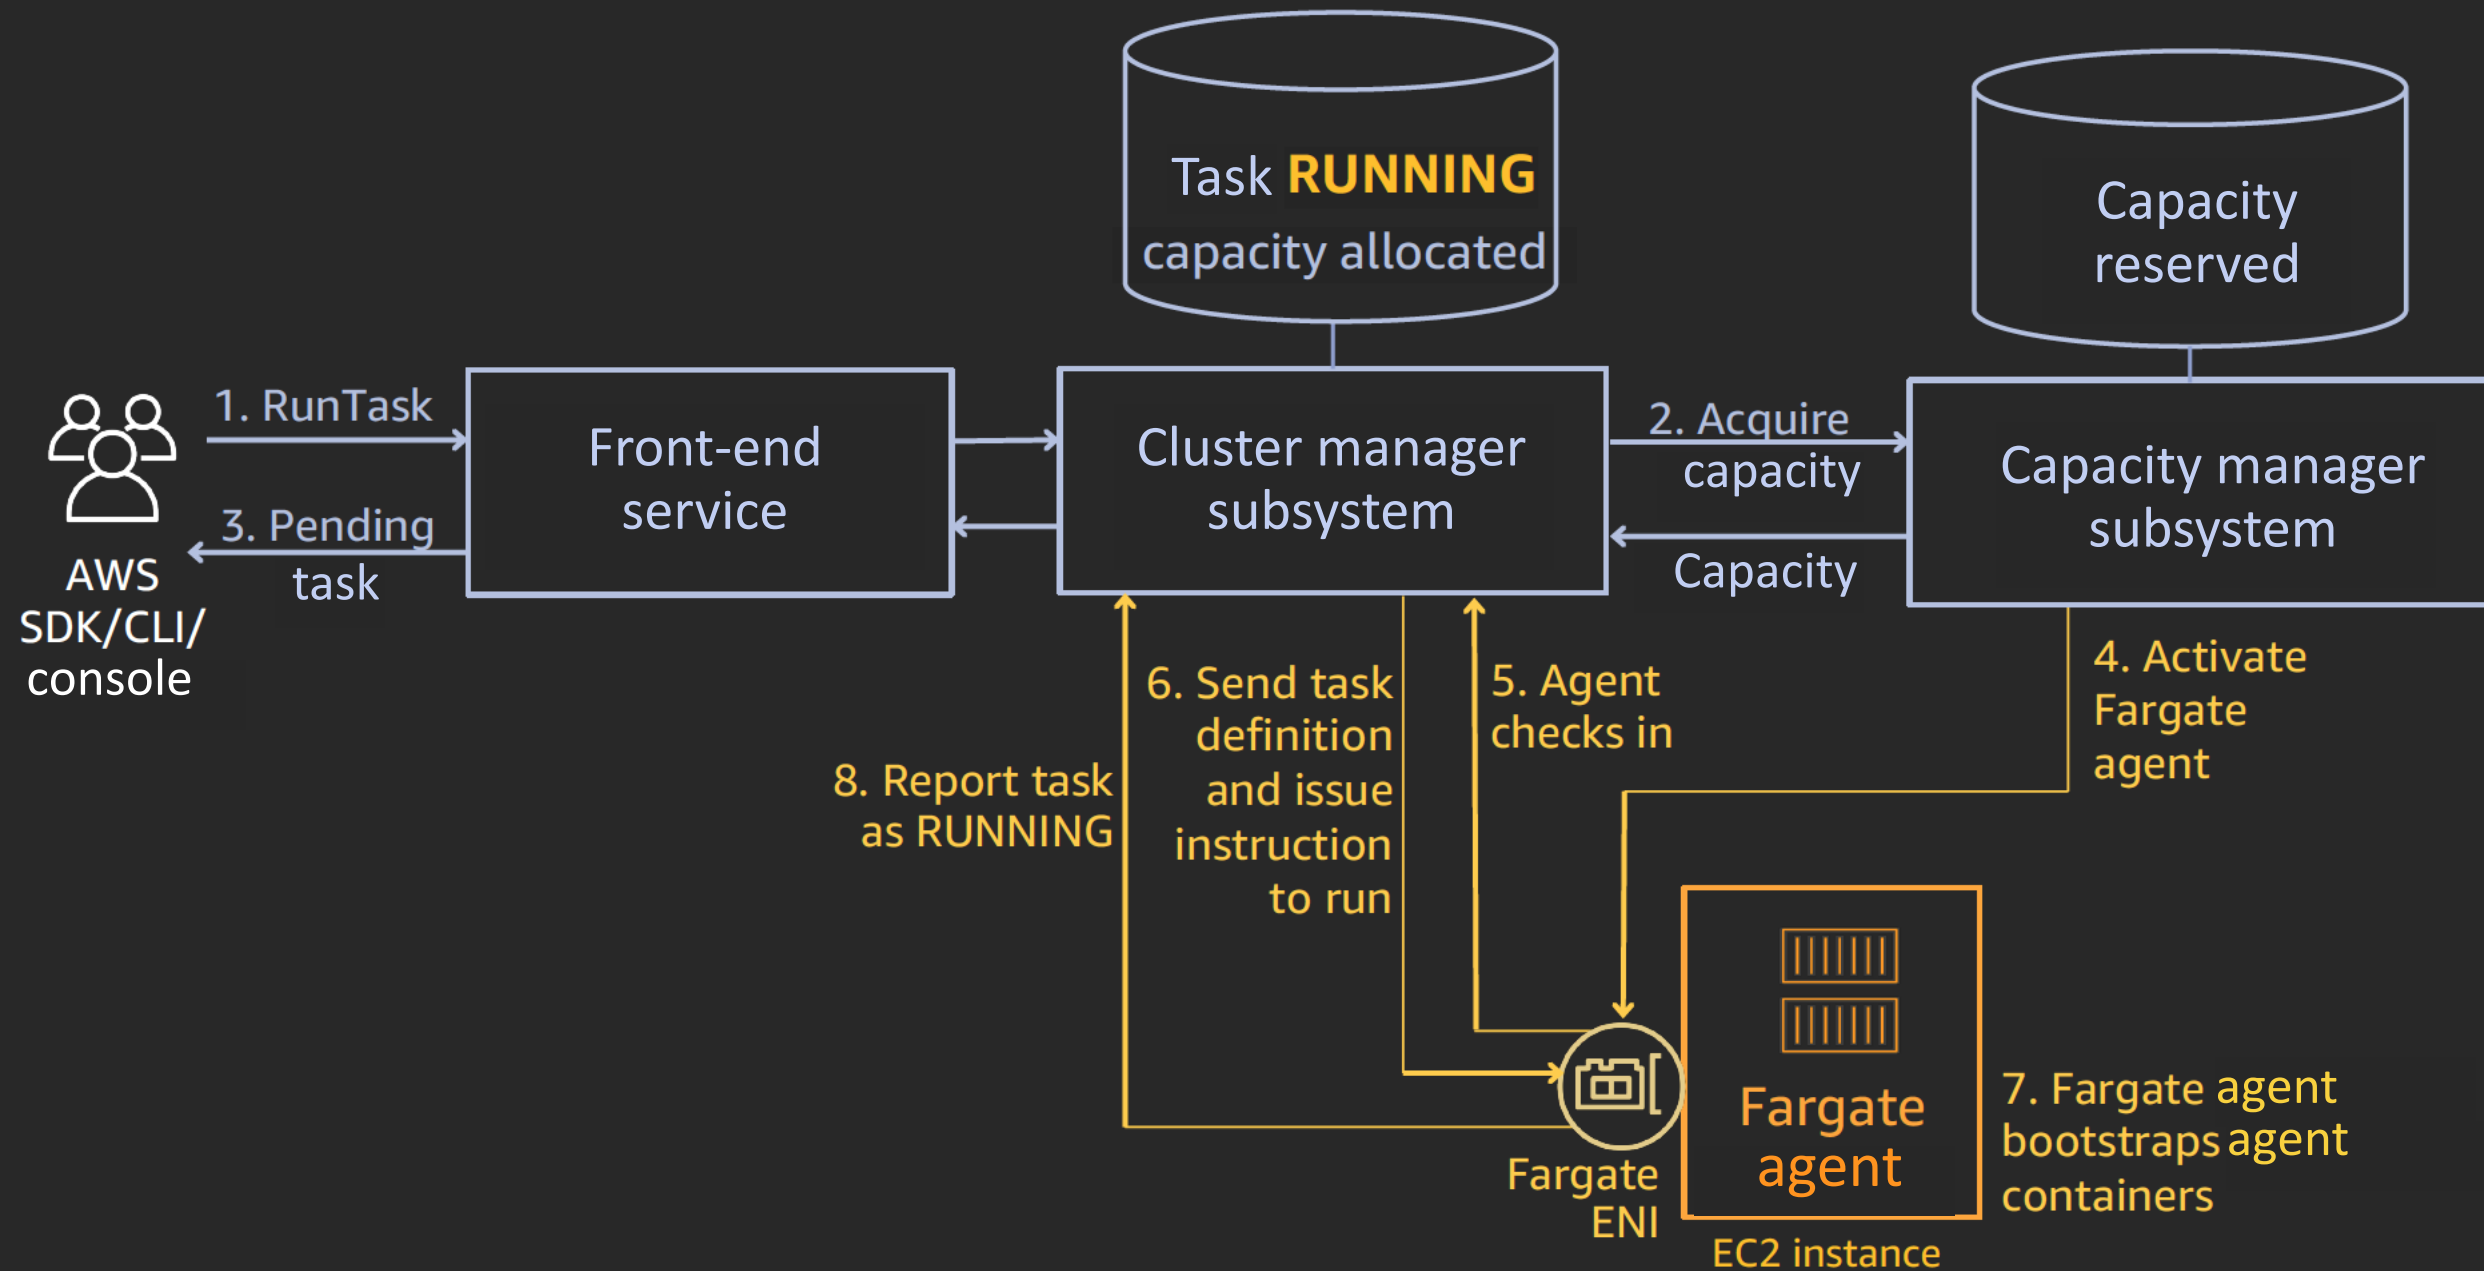 Task RUNNING
capacity allocated
Capacity
reserved
1. RunTask
3. Pending
task
AWS
SDK/CLI/
console
Front-end
service
Cluster manager
subsystem
2. Acquire
capacity
Capacity
Capacity manager
subsystem
4. Activate
Fargate
agent
5. Agent
checks in
6. Send task
definition
and issue
instruction
to run
8. Report task
as RUNNING
Fargate
ENI
Fargate
agent
EC2 instance
7. Fargate agent
bootstraps agent
containers